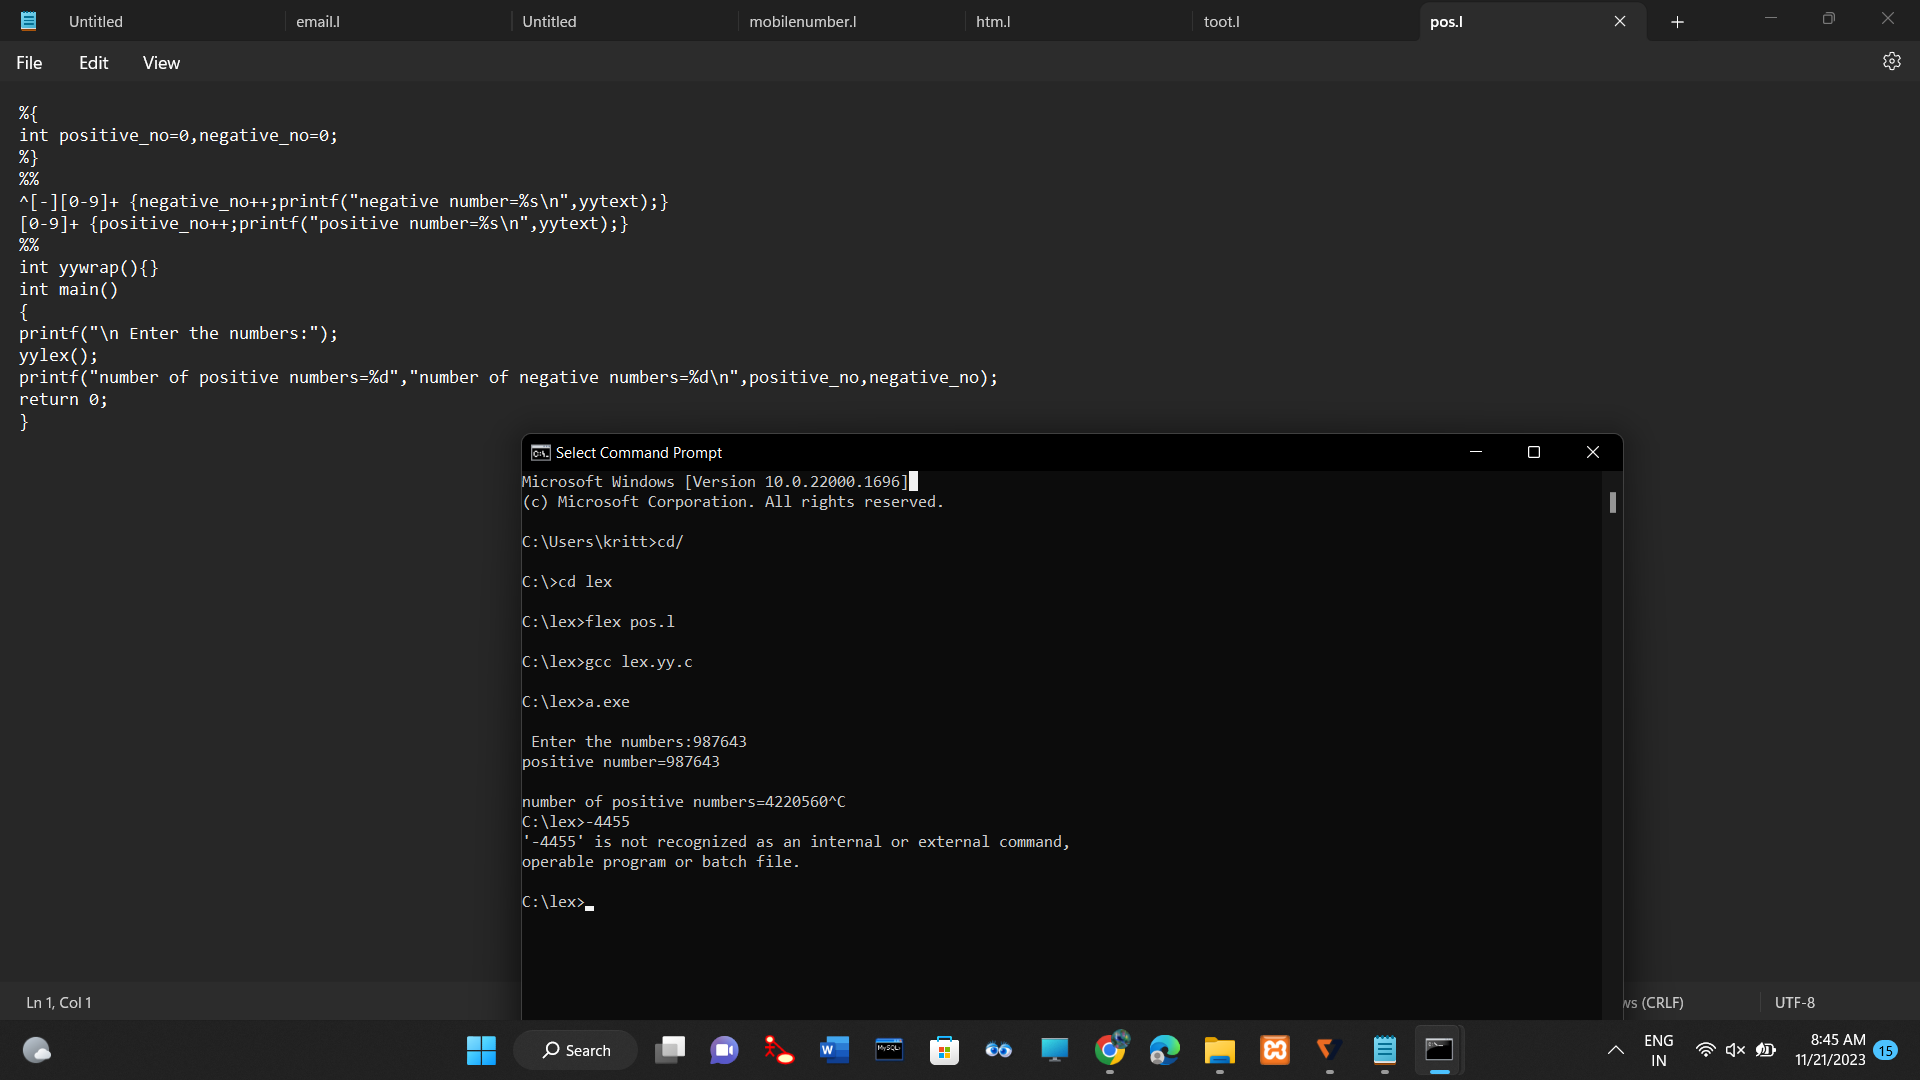 Untitled
email.l
Untitled
mobilenumber.l
htm.l
toot.l
pos.l
File
Edit
View
%{
int positive_no=0,negative_no=0;
%}
%%
^[-][0-9]+ {negative_no++;printf("negative number=%s\n",yytext);}
[0-9]+ {positive_no++;printf("positive number=%s\n",yytext);}
%%
int yywrap(){}
int main()
{
printf("\n Enter the numbers:");
yylex();
printf("number of positive numbers=%d","number of negative numbers=%d\n",positive_no,negative_no);
return 0;
}
Select Command Prompt
Microsoft Windows [Version 10.0.22000.1696]
(c) Microsoft Corporation. All rights reserved.
C:\Users\kritt>cd/
C:\>cd lex
C:\lex>flex pos.l
C:\lex>gcc lex.yy.c
C:\lex>a.exe
 Enter the numbers:987643
positive number=987643
number of positive numbers=4220560^C
C:\lex>-4455
'-4455' is not recognized as an internal or external command,
operable program or batch file.
C:\lex>
Ln 1, Col 1
ws (CRLF)
UTF-8
Search
ENG
IN
8:45 AM
11/21/2023
15